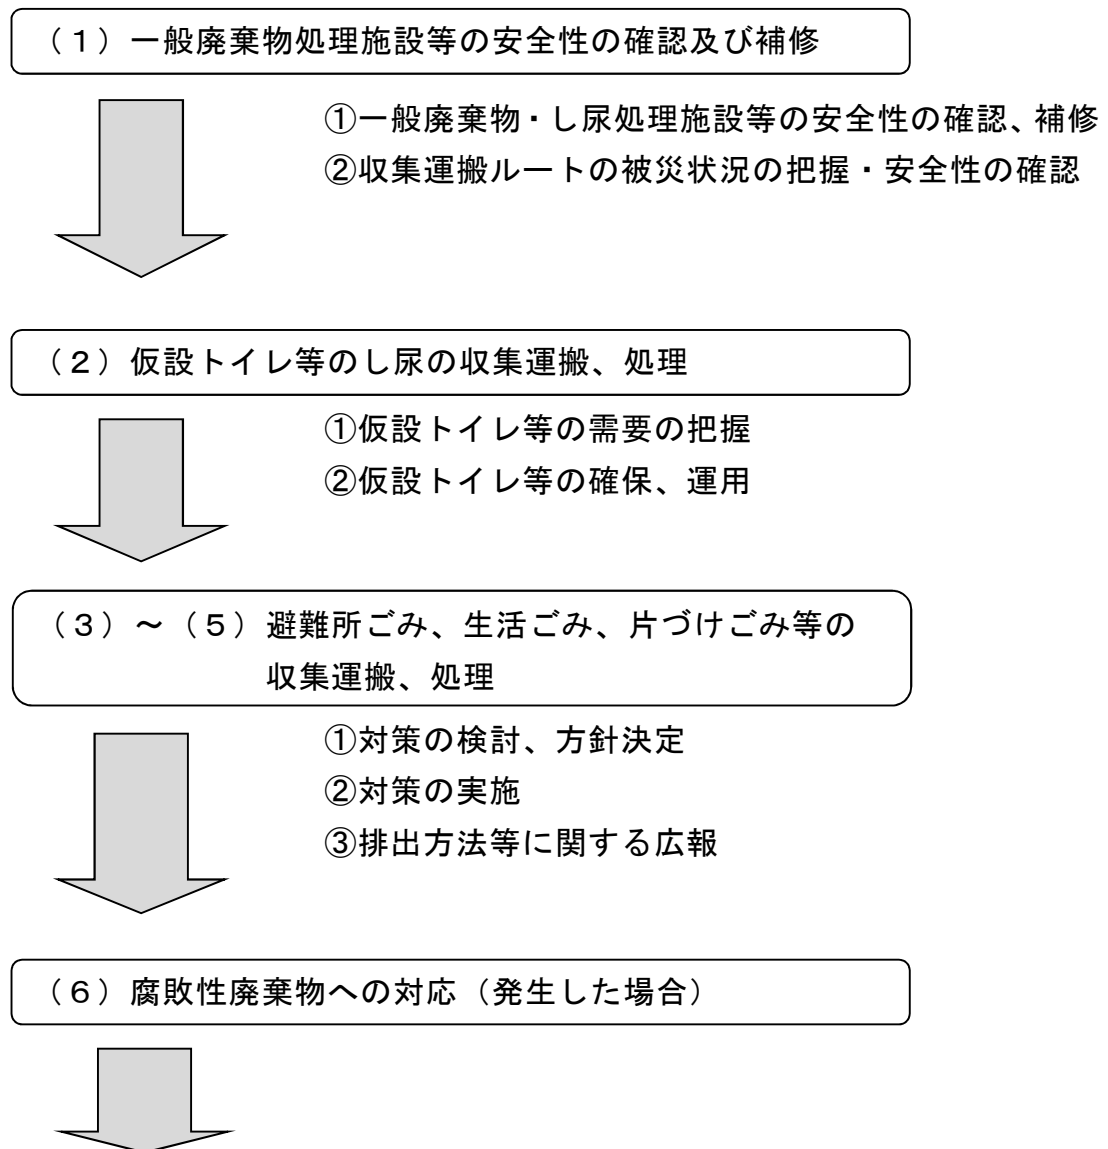 （１）一般廃棄物処理施設等の安全性の確認及び補修
①一般廃棄物・し尿処理施設等の安全性の確認、補修
②収集運搬ルートの被災状況の把握・安全性の確認
（２）仮設トイレ等のし尿の収集運搬、処理
①仮設トイレ等の需要の把握
②仮設トイレ等の確保、運用
（３）～（５）避難所ごみ、生活ごみ、片づけごみ等の
収集運搬、処理
①対策の検討、方針決定
②対策の実施
③排出方法等に関する広報
（６）腐敗性廃棄物への対応（発生した場合）